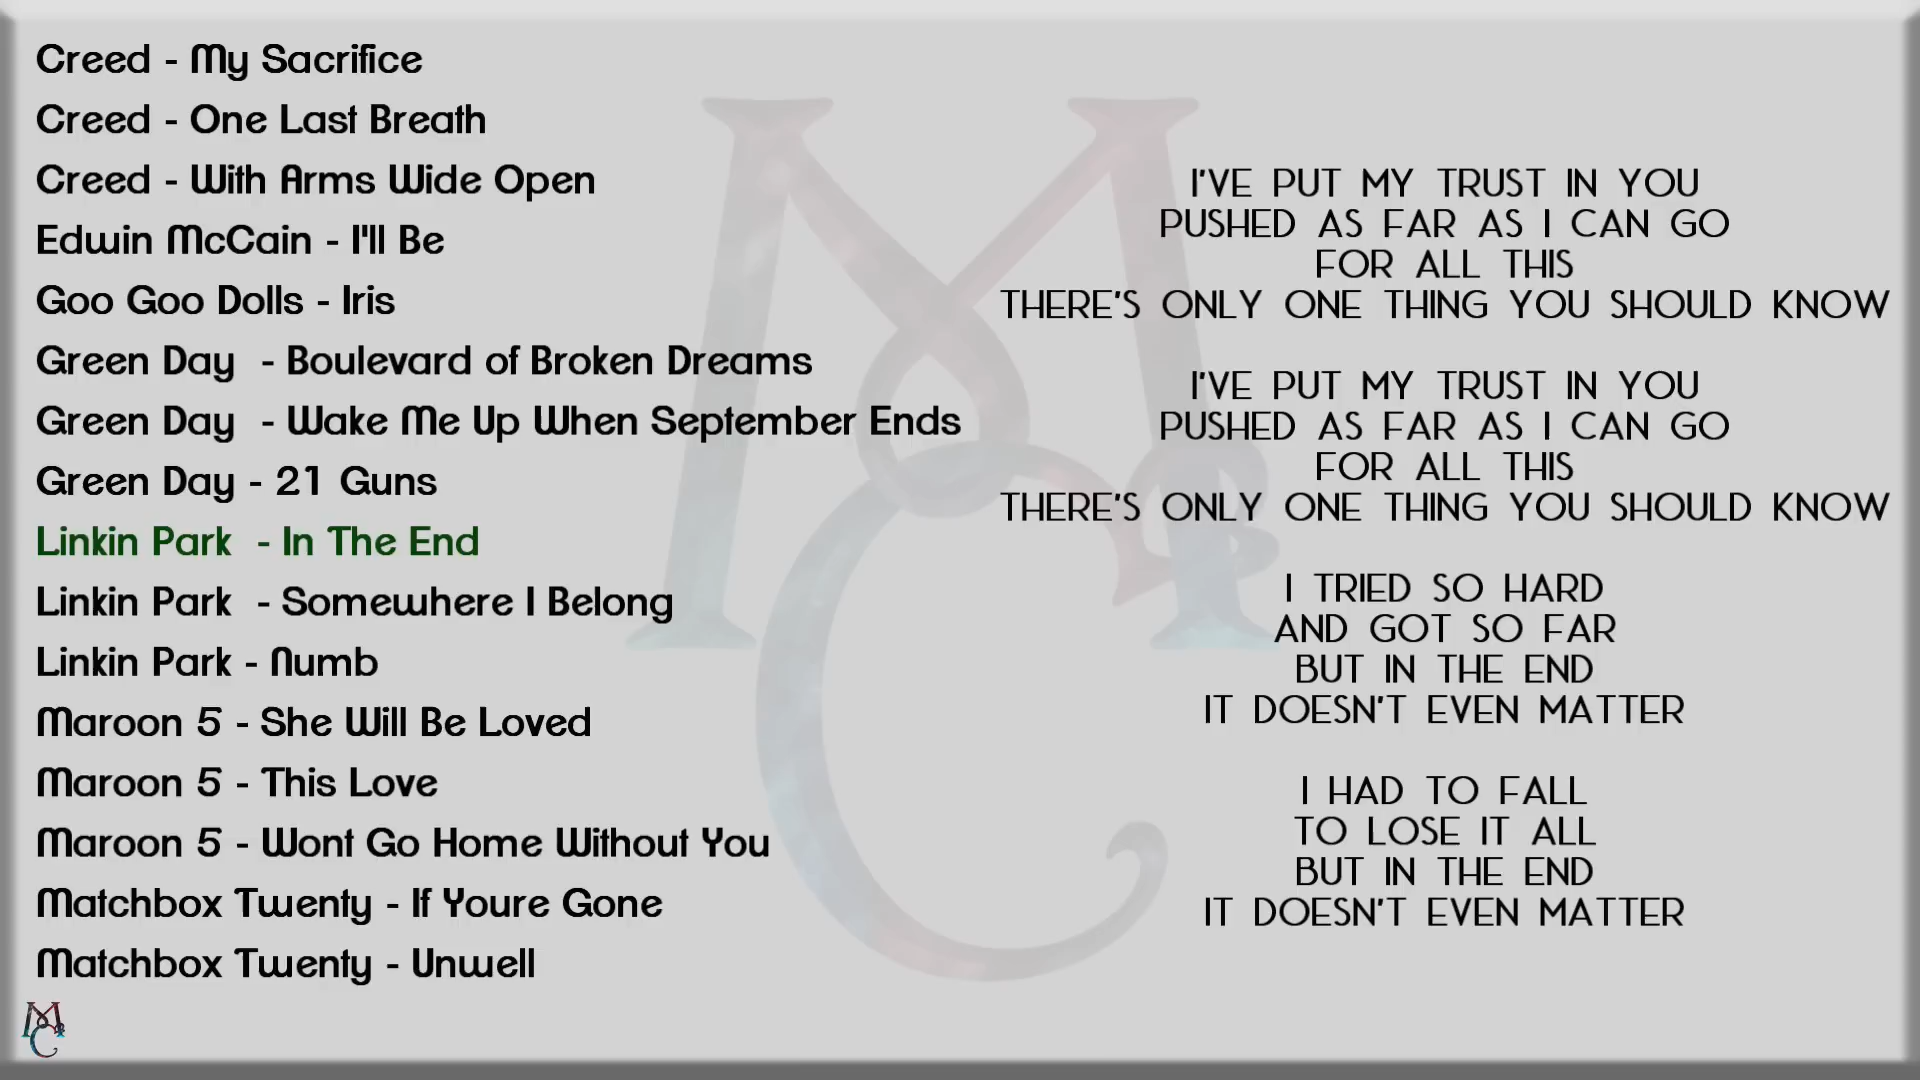 Creed - My Sacrifice
Creed - One Last Breath
Creed - With Arms Wide Open
Edwin McCain - I'll Be
Goo Goo Dolls - Iris
Green Day  - Boulevard of Broken Dreams
Green Day  - Wake Me Up When September Ends
Green Day - 21 Guns
Linkin Park  - In The End
Linkin Park  - Somewhere I Belong
Linkin Park - Numb
Maroon 5 - She Will Be Loved
Maroon 5 - This Love
Maroon 5 - Wont Go Home Without You
Matchbox Twenty - If Youre Gone
Matchbox Twenty - Unwell
I'VE PUT MY TRUST IN YOU
PUSHED AS FAR AS I CAN GO
FOR ALL THIS
THERE'S ONLY ONE THING YOU SHOULD KNOW
I'VE PUT MY TRUST IN YOU
PUSHED AS FAR AS I CAN GO
FOR ALL THIS
THERE'S ONLY ONE THING YOU SHOULD KNOW
I TRIED SO HARD
AND GOT SO FAR
BUT IN THE END
IT DOESN'T EVEN MATTER
I HAD TO FALL
TO LOSE IT ALL
BUT IN THE END
IT DOESN'T EVEN MATTER